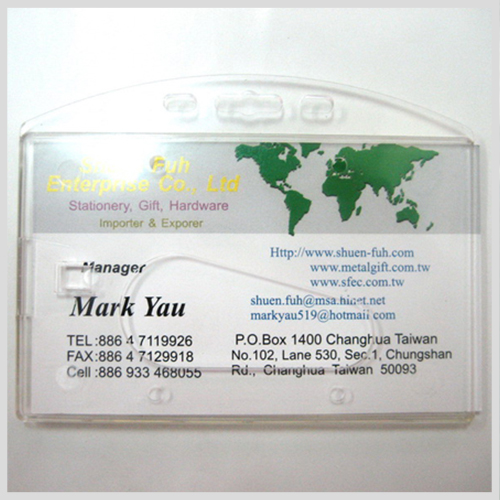 Shuen Fuh
Enterprise Co., Ltd
Stationery, Gift, Hardware
Importer & Exporer
Http://www.shuen-fuh.com
www.metalgift.com.tw
www.sfec.com.tw
Manager
Mark Yau
shuen.fuh@msa.hinet.net
markyau519@hotmail.com
TEL:886 4 7119926
FAX:886 4 7129918
Cell :886 933 468055
P.O.Box 1400 Changhua Taiwan
No.102, Lane 530, Sec.1, Chungshan
Rd., Changhua Taiwan 50093